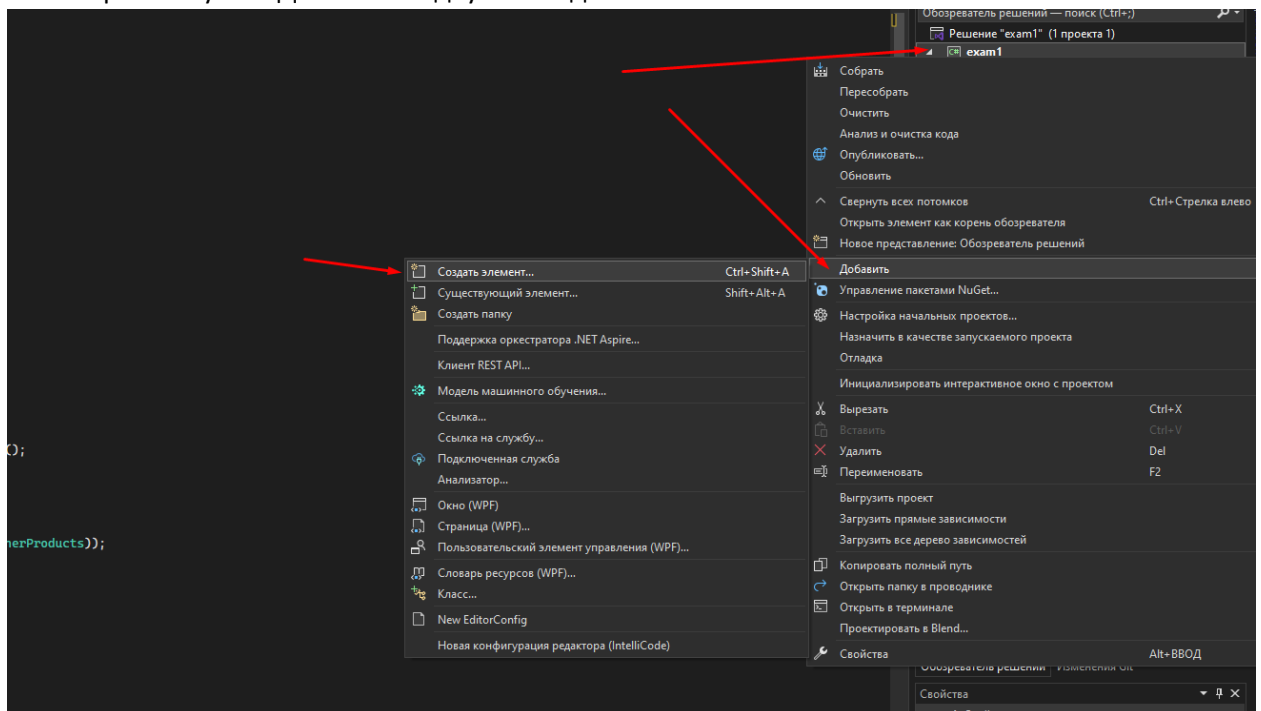 Обозреватель решений — поиск (Ctrl+;)
Решение "exam1" (1 проекта 1)
C# exam1
Собрать
Пересобрать
Очистить
Анализ и очистка кода
Опубликовать...
Обновить
Свернуть всех потомков Ctrl+Стрелка влево
Открыть элемент как корень обозревателя
Новое представление: Обозреватель решений
Добавить
Управление пакетами NuGet...
Настройка начальных проектов...
Назначить в качестве запускаемого проекта
Отладка
Инициализировать интерактивное окно с проектом
Вырезать Ctrl+X
Вставить Ctrl+V
Удалить Del
Переименовать F2
Выгрузить проект
Загрузить прямые зависимости
Загрузить все дерево зависимостей
Копировать полный путь
Открыть папку в проводнике
Открыть в терминале
Проектировать в Blend...
Свойства Alt+ВВОД
Создать элемент... Ctrl+Shift+A
Существующий элемент... Shift+Alt+A
Создать папку
Поддержка оркестратора .NET Aspire...
Клиент REST API...
Модель машинного обучения...
Ссылка...
Ссылка на службу...
Подключенная служба
Анализатор...
Окно (WPF)
Страница (WPF)...
Пользовательский элемент управления (WPF)...
Словарь ресурсов (WPF)...
Класс...
New EditorConfig
Новая конфигурация редактора (IntelliCode)
();
nerProducts));
Обозреватель решений Изменения Git
Свойства